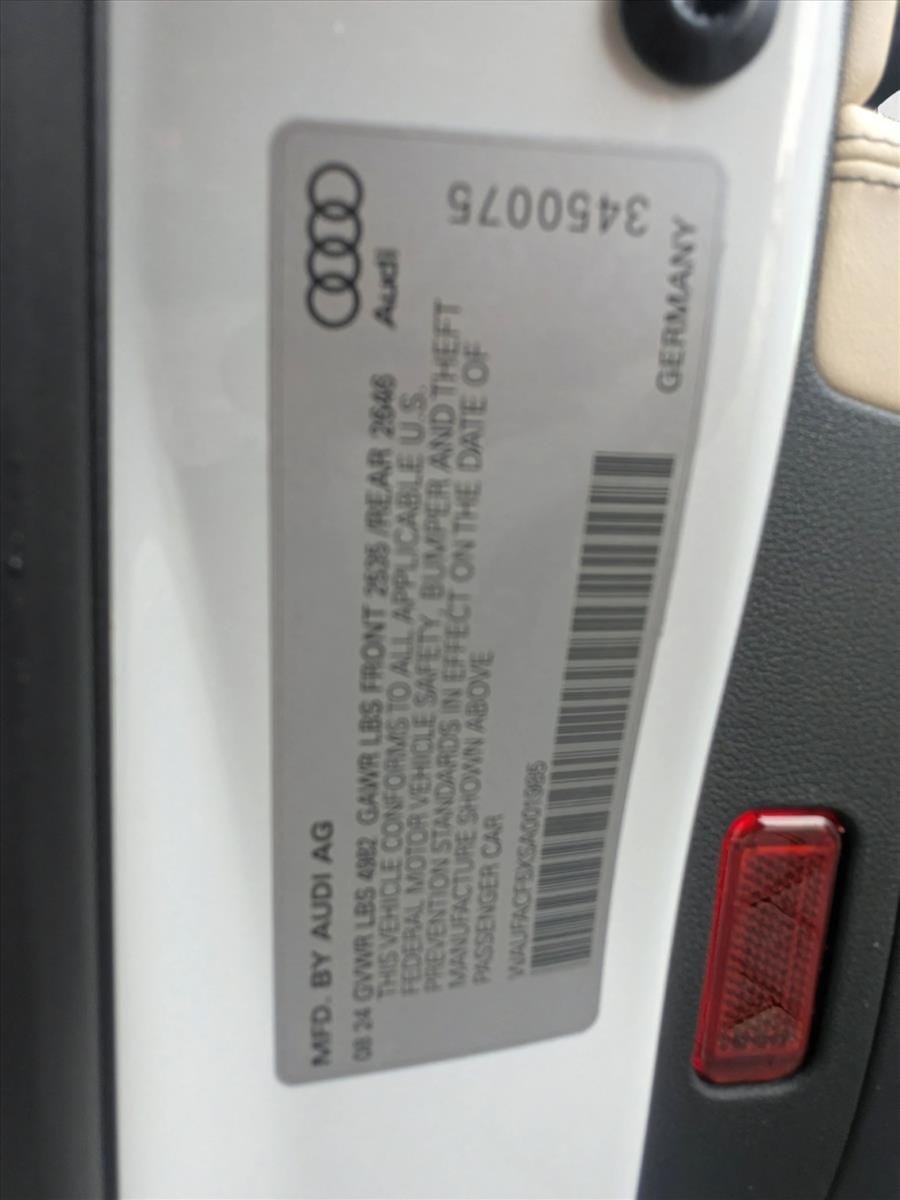 MFD. BY AUDI AG
Audi
08 24 GVWR LBS 4982 GAWR LBS FRONT 2535 /REAR 2646
THIS VEHICLE CONFORMS TO ALL APPLICABLE U.S.
FEDERAL MOTOR VEHICLE SAFETY, BUMPER AND THEFT
PREVENTION STANDARDS IN EFFECT ON THE DATE OF
MANUFACTURE SHOWN ABOVE
PASSENGER CAR
3450075
GERMANY